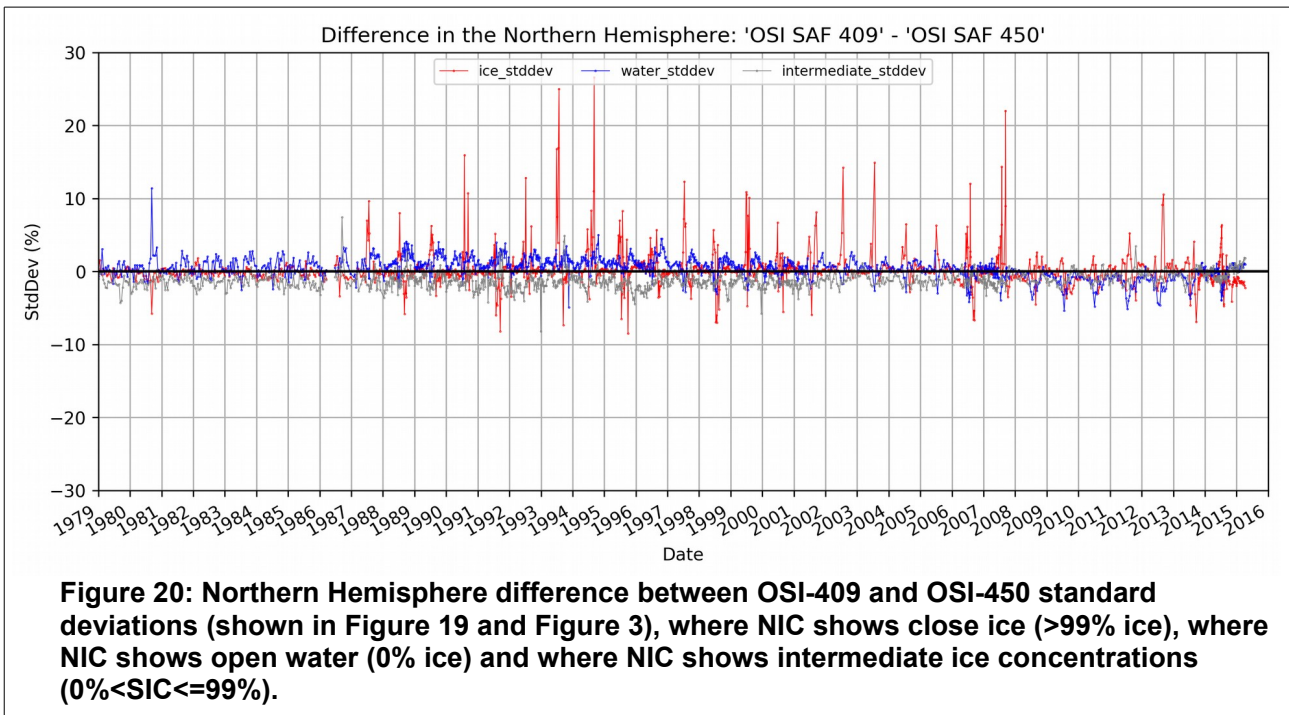 Difference in the Northern Hemisphere: 'OSI SAF 409' - 'OSI SAF 450'
ice_stddev water_stddev intermediate_stddev
StdDev (%)
30
20
10
0
−10
−20
−30
1979 1980 1981 1982 1983 1984 1985 1986 1987 1988 1989 1990 1991 1992 1993 1994 1995 1996 1997 1998 1999 2000 2001 2002 2003 2004 2005 2006 2007 2008 2009 2010 2011 2012 2013 2014 2015 2016
Date
Figure 20: Northern Hemisphere difference between OSI-409 and OSI-450 standard
deviations (shown in Figure 19 and Figure 3), where NIC shows close ice (>99% ice), where
NIC shows open water (0% ice) and where NIC shows intermediate ice concentrations
(0%<SIC<=99%).